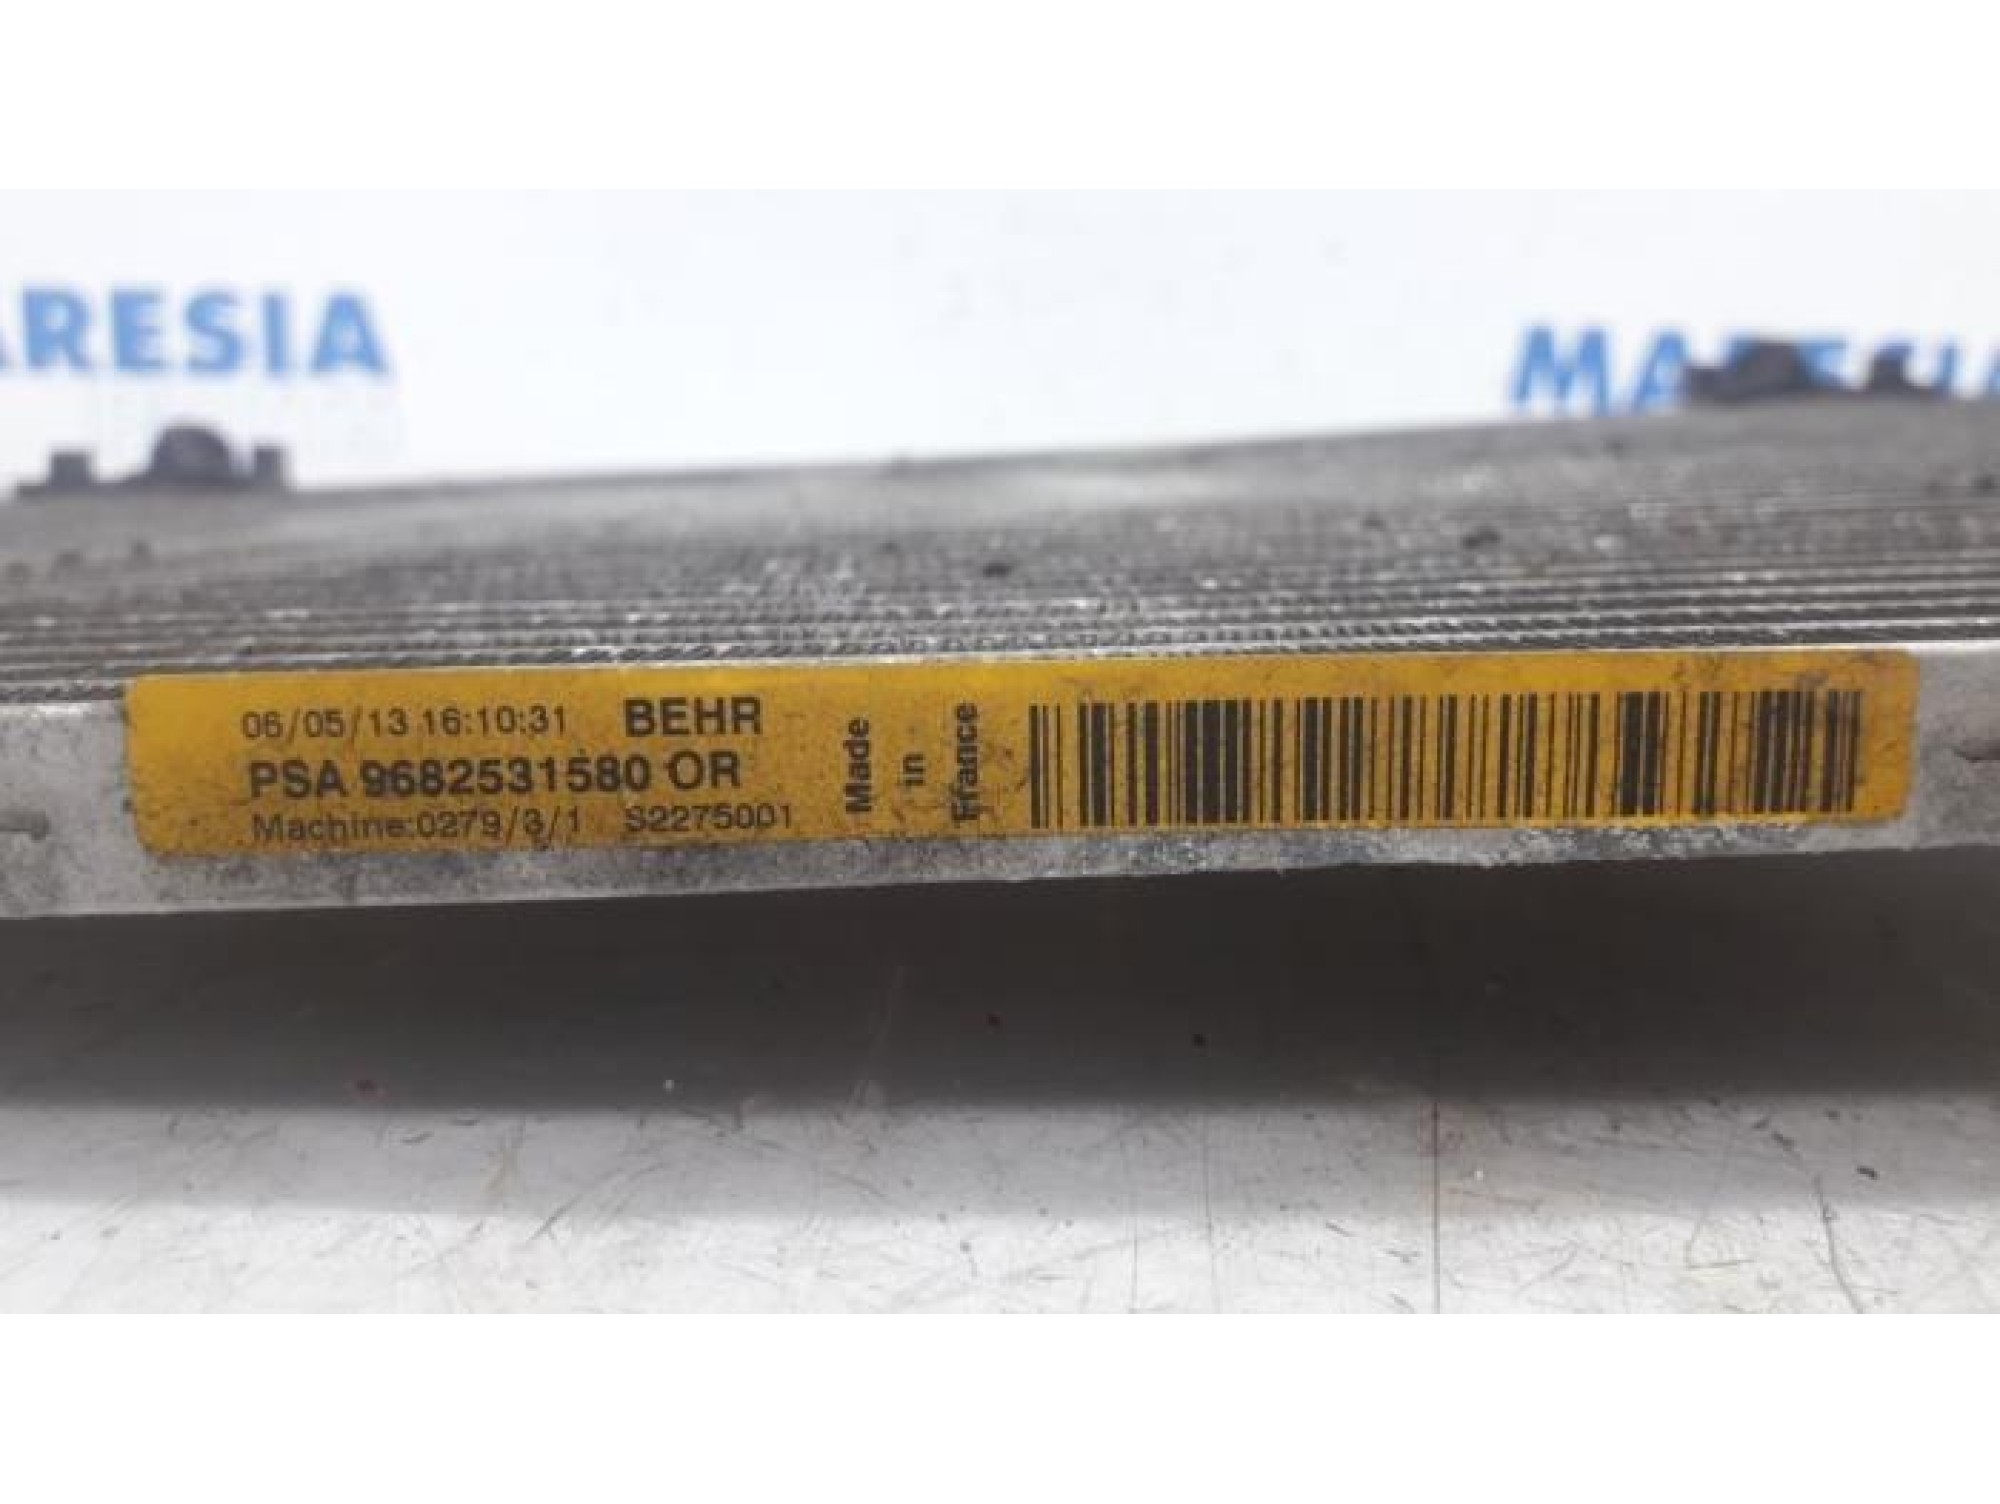 ARESIA
MARESIA
06/05/13 16:10:31 BEHR
PSA 9682531580 OR
Machine:0279/3/1 S2275001
Made
in
France